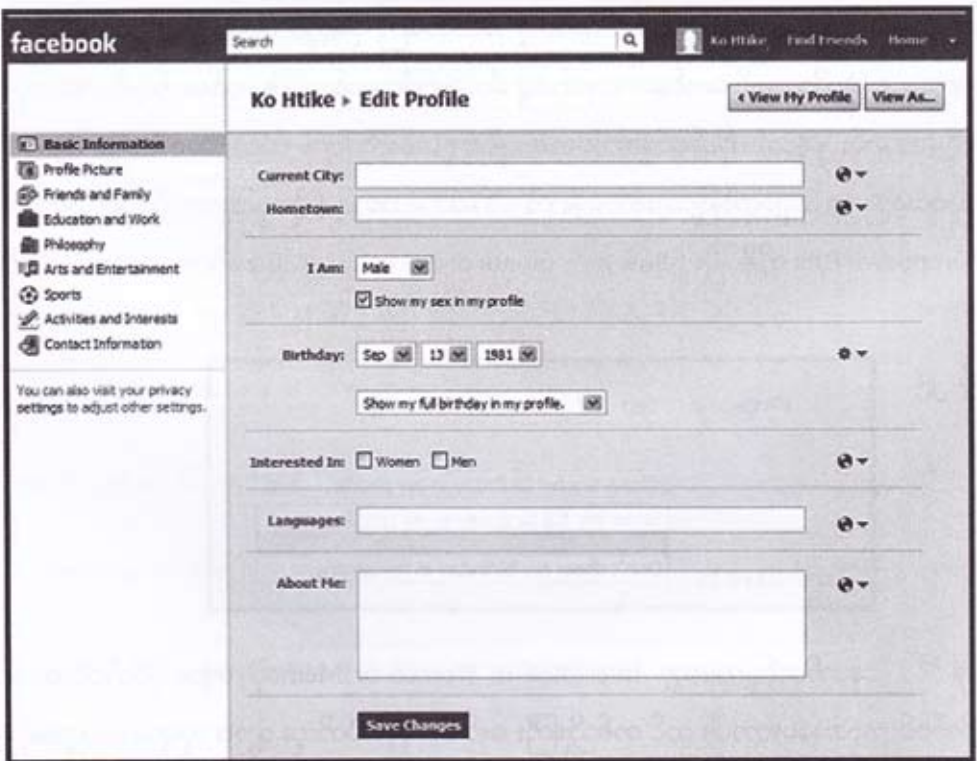 facebook
Search
Ko Htike Find Friends Home
Ko Htike ▸ Edit Profile
‹ View My Profile
View As...
Basic Information
Profile Picture
Friends and Family
Education and Work
Philosophy
Arts and Entertainment
Sports
Activities and Interests
Contact Information
You can also visit your privacy
settings to adjust other settings.
Current City:
Hometown:
I Am: Male
Show my sex in my profile
Birthday: Sep 13 1981
Show my full birthday in my profile.
Interested In: Women Men
Languages:
About Me:
Save Changes